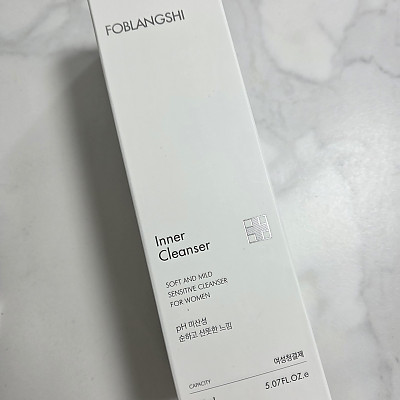 FOBLANGSHI
Inner
Cleanser
SOFT AND MILD
SENSITIVE CLEANSER
FOR WOMEN
pH 미산성
순하고 산뜻한 느낌
여성청결제
CAPACITY
5.07FL.OZ.e